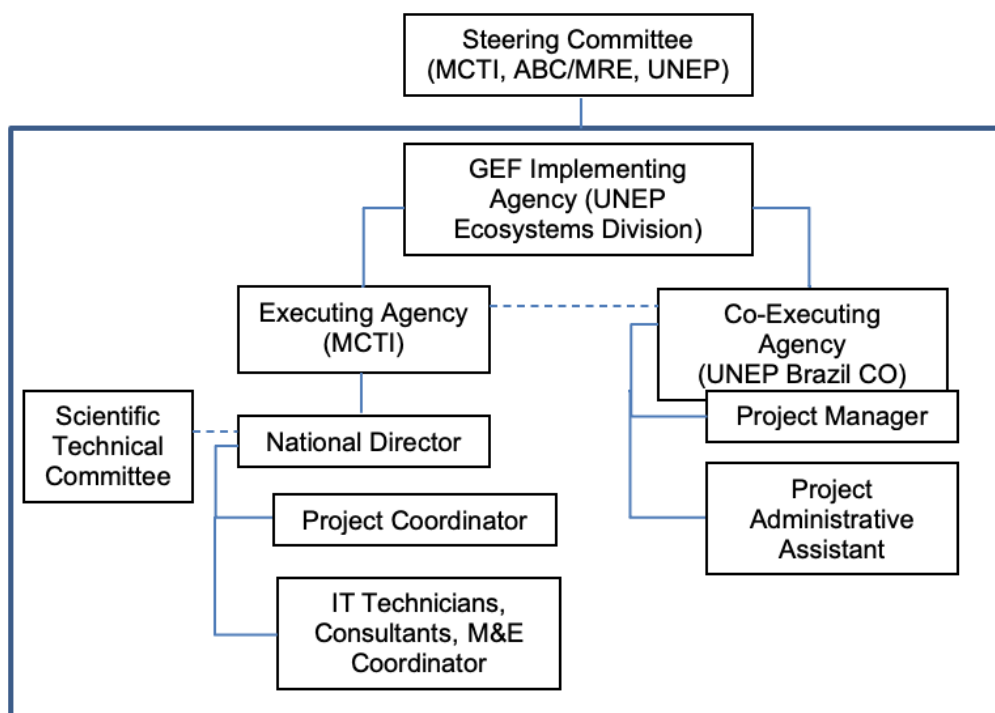 Steering Committee
(MCTI, ABC/MRE, UNEP)
GEF Implementing
Agency (UNEP
Ecosystems Division)
Executing Agency
(MCTI)
Co-Executing
Agency
(UNEP Brazil CO)
Scientific
Technical
Committee
National Director
Project Manager
Project Coordinator
Project
Administrative
Assistant
IT Technicians,
Consultants, M&E
Coordinator